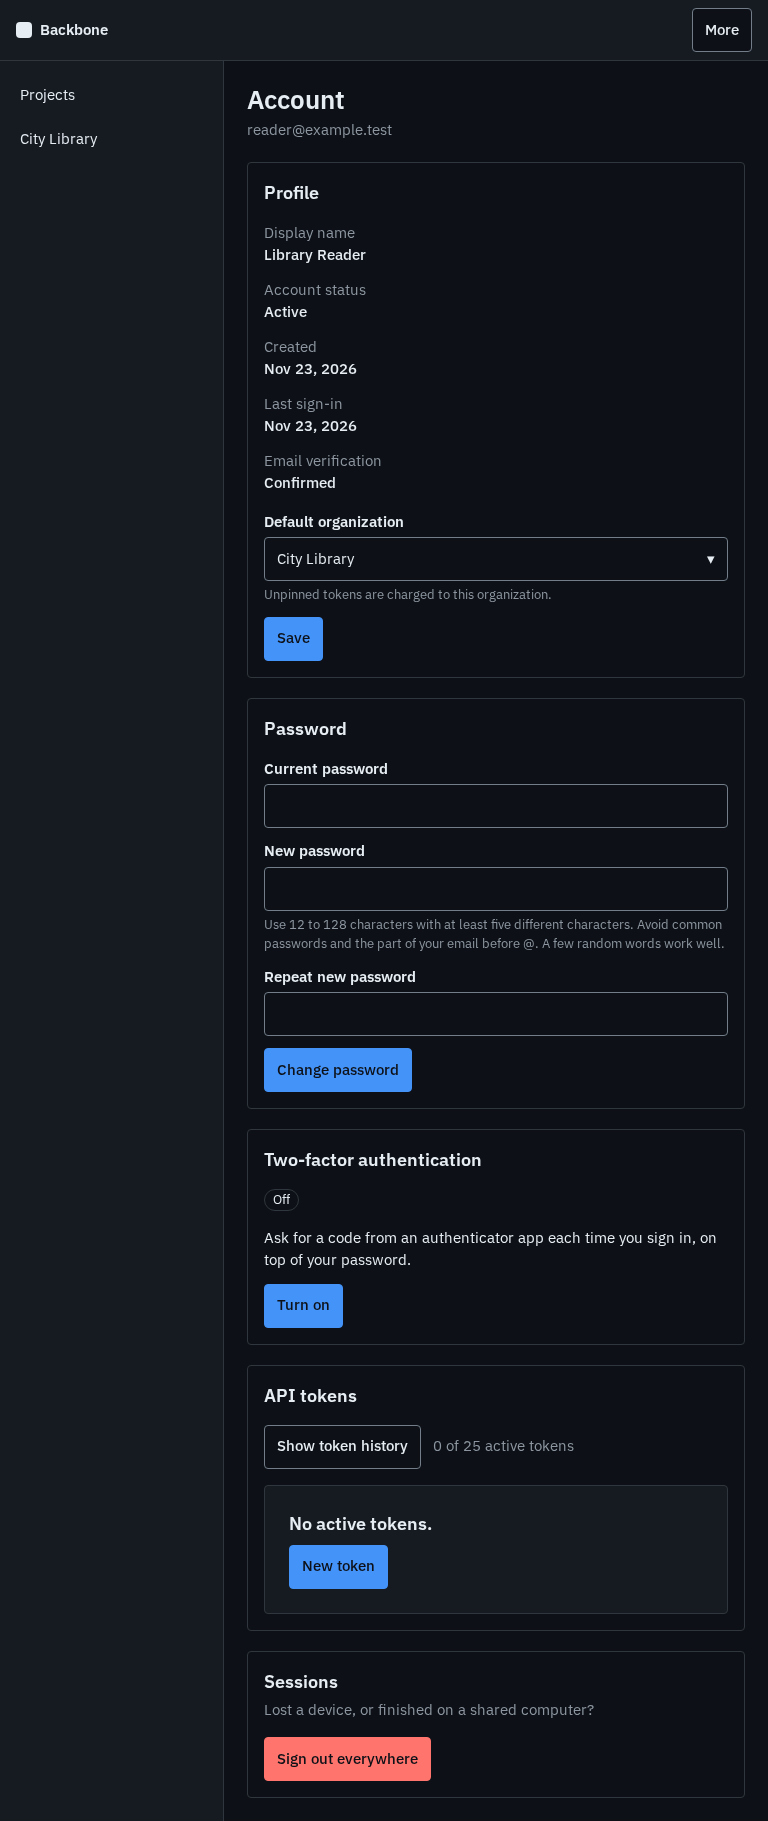 Backbone
More
Projects
City Library
Account
reader@example.test
Profile
Display name
Library Reader
Account status
Active
Created
Nov 23, 2026
Last sign-in
Nov 23, 2026
Email verification
Confirmed
Default organization
City Library
Unpinned tokens are charged to this organization.
Save
Password
Current password
New password
Use 12 to 128 characters with at least five different characters. Avoid common
passwords and the part of your email before @. A few random words work well.
Repeat new password
Change password
Two-factor authentication
Off
Ask for a code from an authenticator app each time you sign in, on
top of your password.
Turn on
API tokens
Show token history
0 of 25 active tokens
No active tokens.
New token
Sessions
Lost a device, or finished on a shared computer?
Sign out everywhere